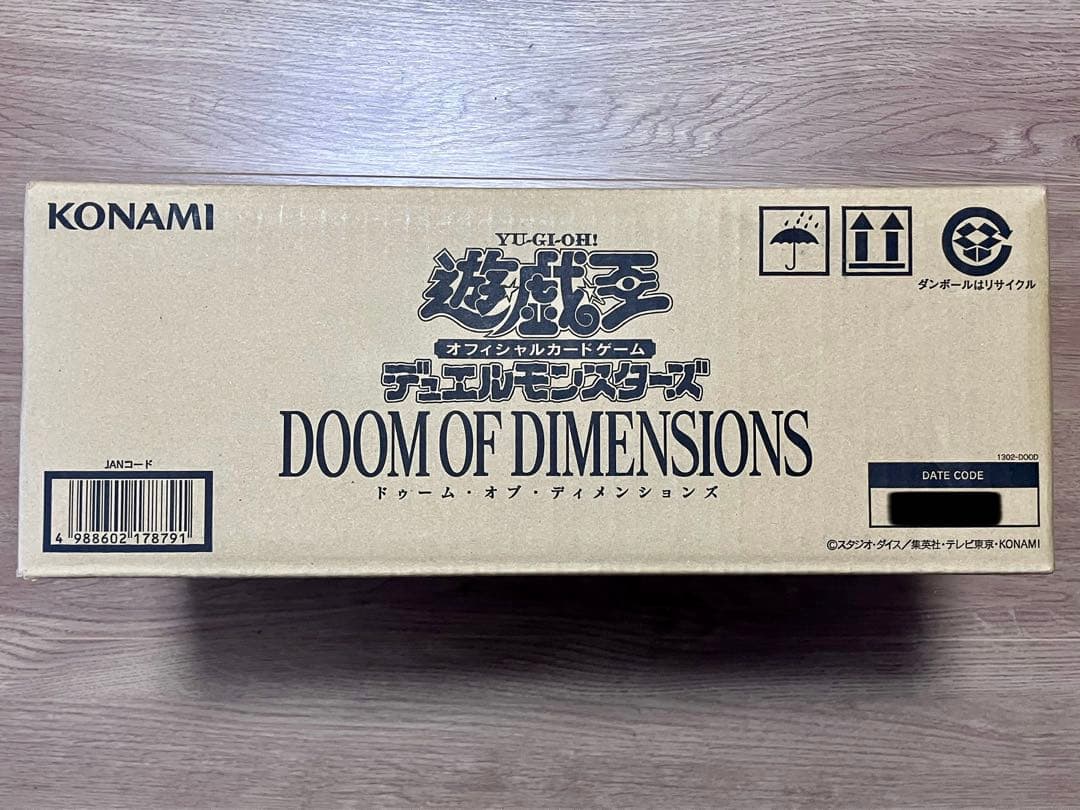 KONAMI
YU-GI-OH!
遊戯王
オフィシャルカードゲーム
デュエルモンスターズ
DOOM OF DIMENSIONS
ドゥーム・オブ・ディメンションズ
ダンボールはリサイクル
JANコード
4 988602 178791
1302-DOOD
DATE CODE
©スタジオ・ダイス/集英社・テレビ東京・KONAMI